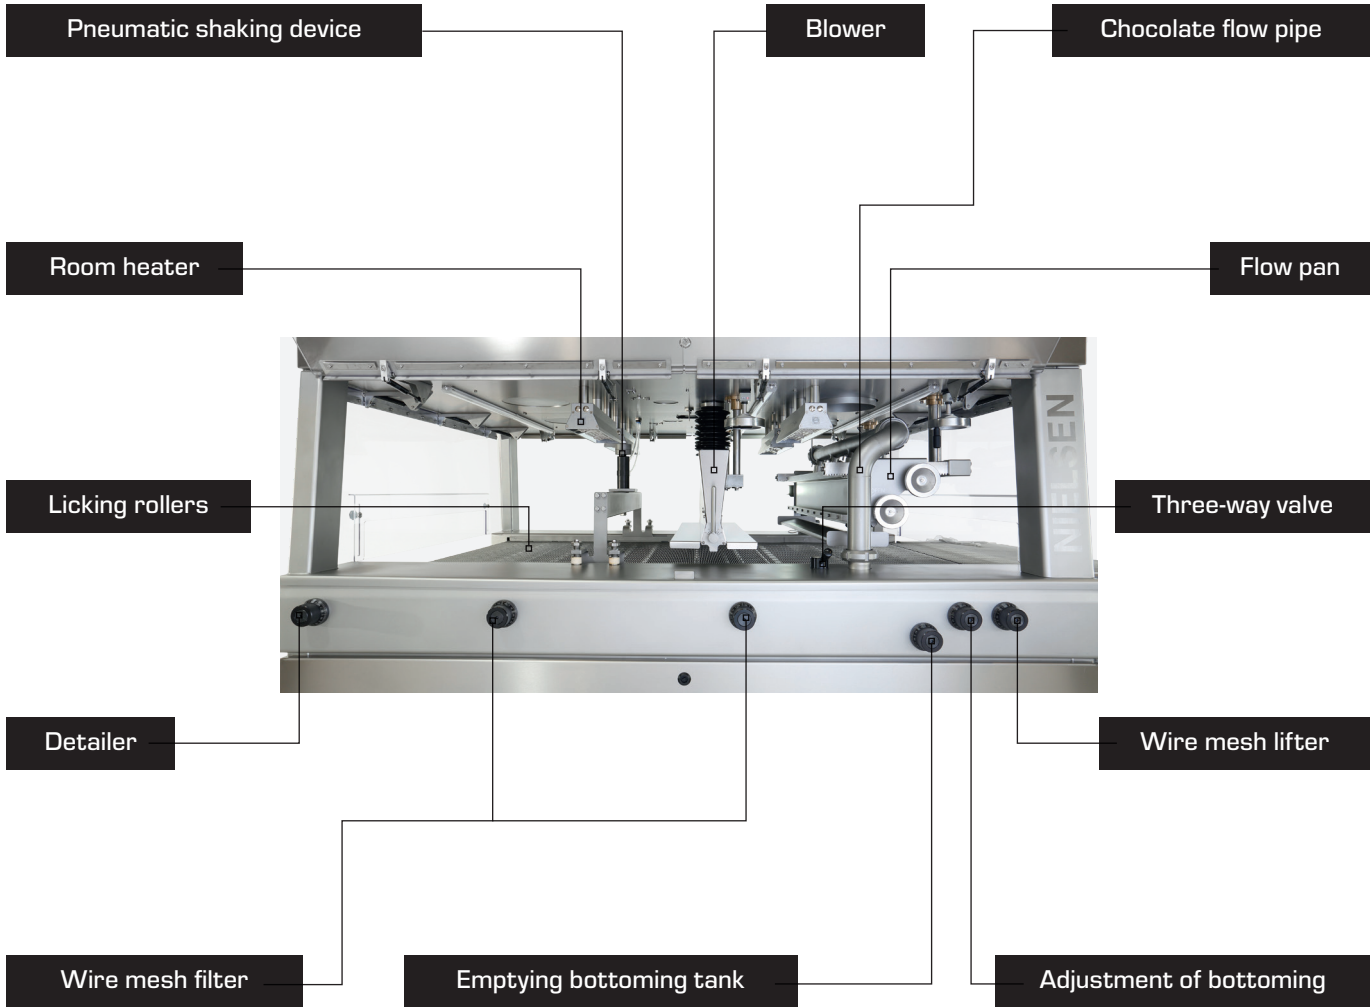 Pneumatic shaking device
Blower
Chocolate flow pipe
Room heater
Flow pan
NIELSEN
Licking rollers
Three-way valve
Detailer
Wire mesh lifter
Wire mesh filter
Emptying bottoming tank
Adjustment of bottoming